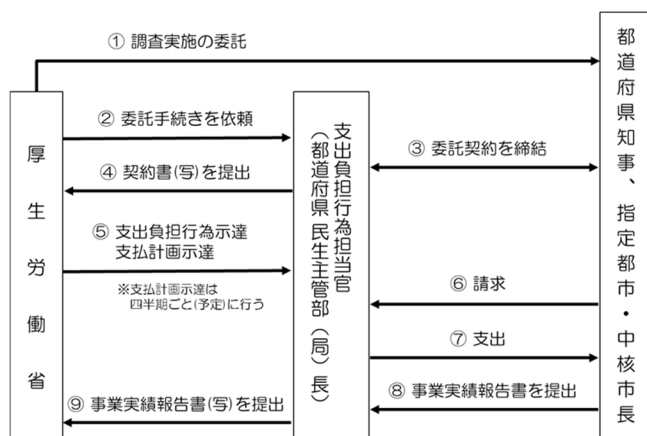 ① 調査実施の委託
厚生労働省
② 委託手続きを依頼
④ 契約書(写)を提出
⑤ 支出負担行為示達
支払計画示達
※支払計画示達は
四半期ごと(予定)に行う
⑨ 事業実績報告書(写)を提出
支出負担行為担当官
(都道府県 民生主管部(局)長)
③ 委託契約を締結
⑥ 請求
⑦ 支出
⑧ 事業実績報告書を提出
都道府県知事、指定都市・中核市長